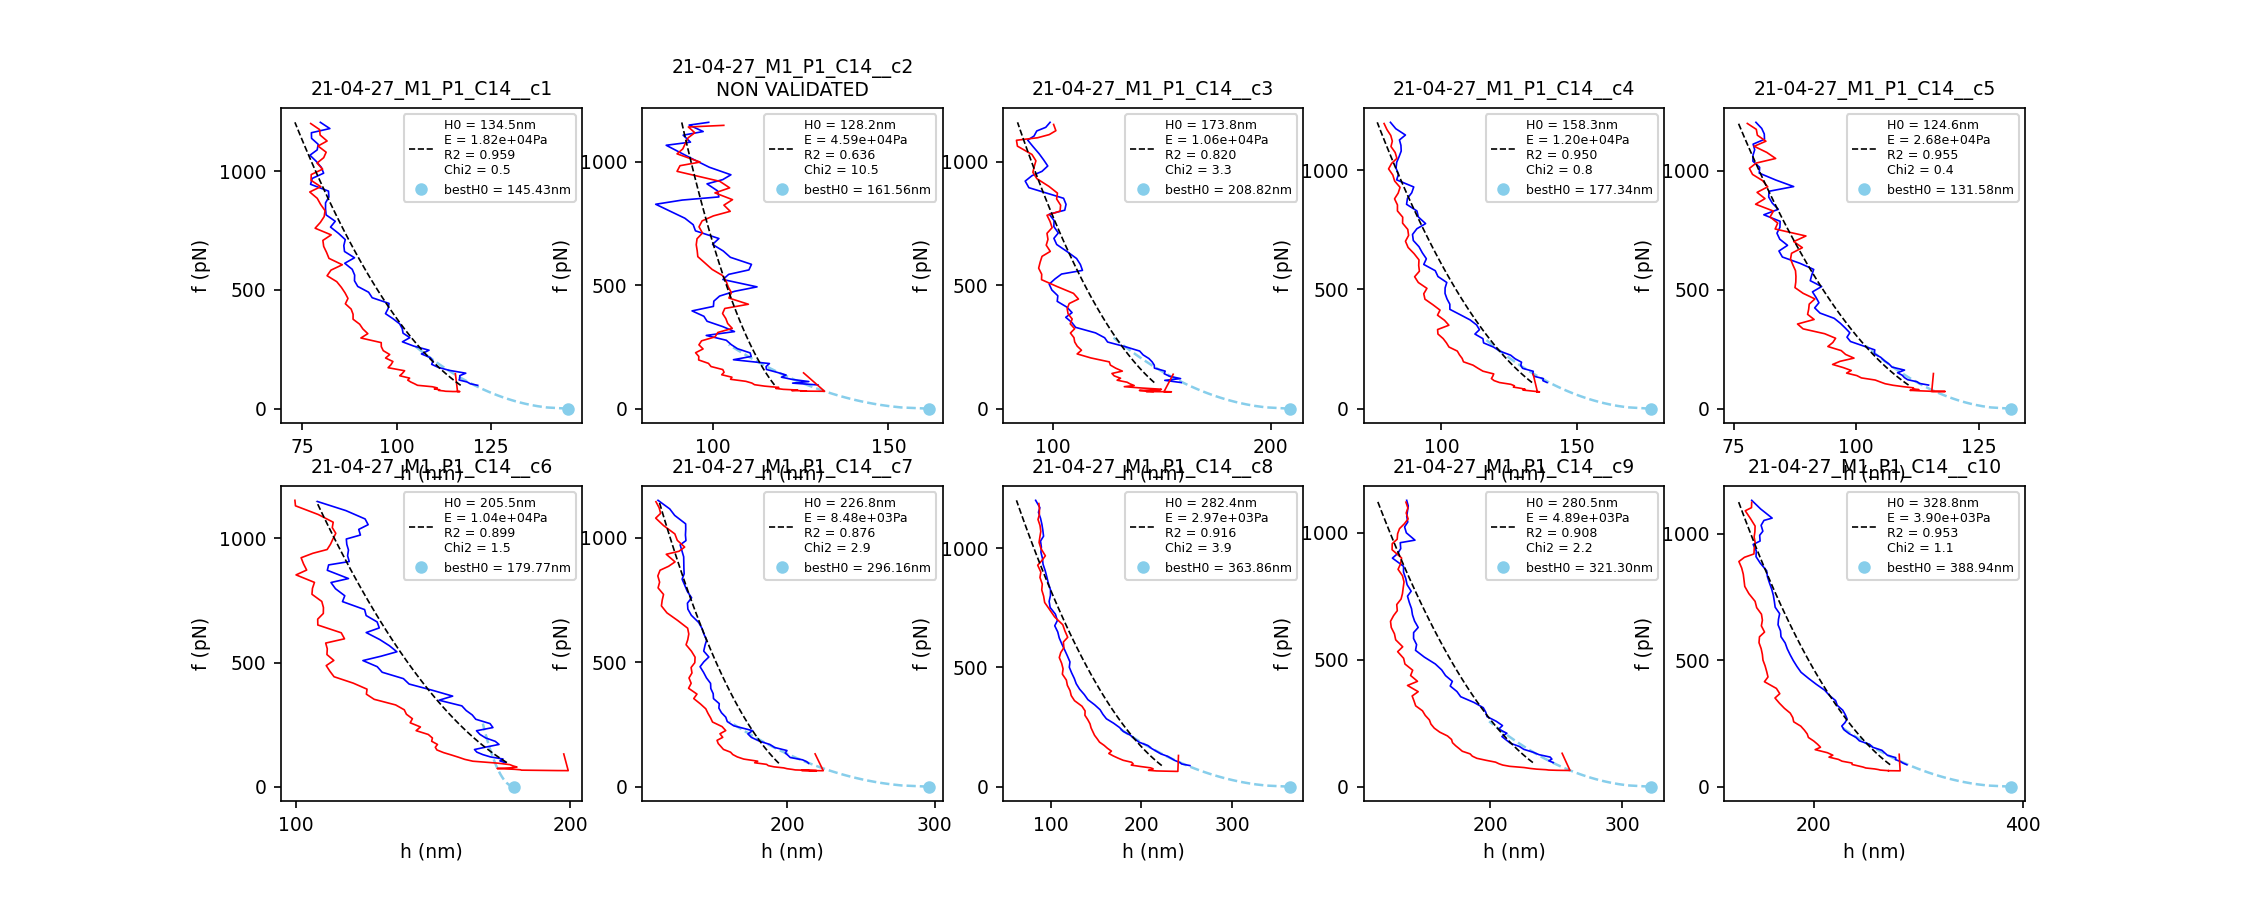 21-04-27_M1_P1_C14__c1
H0 = 134.5nm
E = 1.82e+04Pa
R2 = 0.959
Chi2 = 0.5
bestH0 = 145.43nm
f (pN)
1000
500
0
75 100 125
h (nm)
21-04-27_M1_P1_C14__c2
NON VALIDATED
H0 = 128.2nm
E = 4.59e+04Pa
R2 = 0.636
Chi2 = 10.5
bestH0 = 161.56nm
f (pN)
1000
500
0
100 150
h (nm)
21-04-27_M1_P1_C14__c3
H0 = 173.8nm
E = 1.06e+04Pa
R2 = 0.820
Chi2 = 3.3
bestH0 = 208.82nm
f (pN)
1000
500
0
100 200
h (nm)
21-04-27_M1_P1_C14__c4
H0 = 158.3nm
E = 1.20e+04Pa
R2 = 0.950
Chi2 = 0.8
bestH0 = 177.34nm
f (pN)
1000
500
0
100 150
h (nm)
21-04-27_M1_P1_C14__c5
H0 = 124.6nm
E = 2.68e+04Pa
R2 = 0.955
Chi2 = 0.4
bestH0 = 131.58nm
f (pN)
1000
500
0
75 100 125
h (nm)
21-04-27_M1_P1_C14__c6
H0 = 205.5nm
E = 1.04e+04Pa
R2 = 0.899
Chi2 = 1.5
bestH0 = 179.77nm
f (pN)
1000
500
0
100 200
h (nm)
21-04-27_M1_P1_C14__c7
H0 = 226.8nm
E = 8.48e+03Pa
R2 = 0.876
Chi2 = 2.9
bestH0 = 296.16nm
f (pN)
1000
500
0
200 300
h (nm)
21-04-27_M1_P1_C14__c8
H0 = 282.4nm
E = 2.97e+03Pa
R2 = 0.916
Chi2 = 3.9
bestH0 = 363.86nm
f (pN)
1000
500
0
100 200 300
h (nm)
21-04-27_M1_P1_C14__c9
H0 = 280.5nm
E = 4.89e+03Pa
R2 = 0.908
Chi2 = 2.2
bestH0 = 321.30nm
f (pN)
1000
500
0
200 300
h (nm)
21-04-27_M1_P1_C14__c10
H0 = 328.8nm
E = 3.90e+03Pa
R2 = 0.953
Chi2 = 1.1
bestH0 = 388.94nm
f (pN)
1000
500
0
200 400
h (nm)